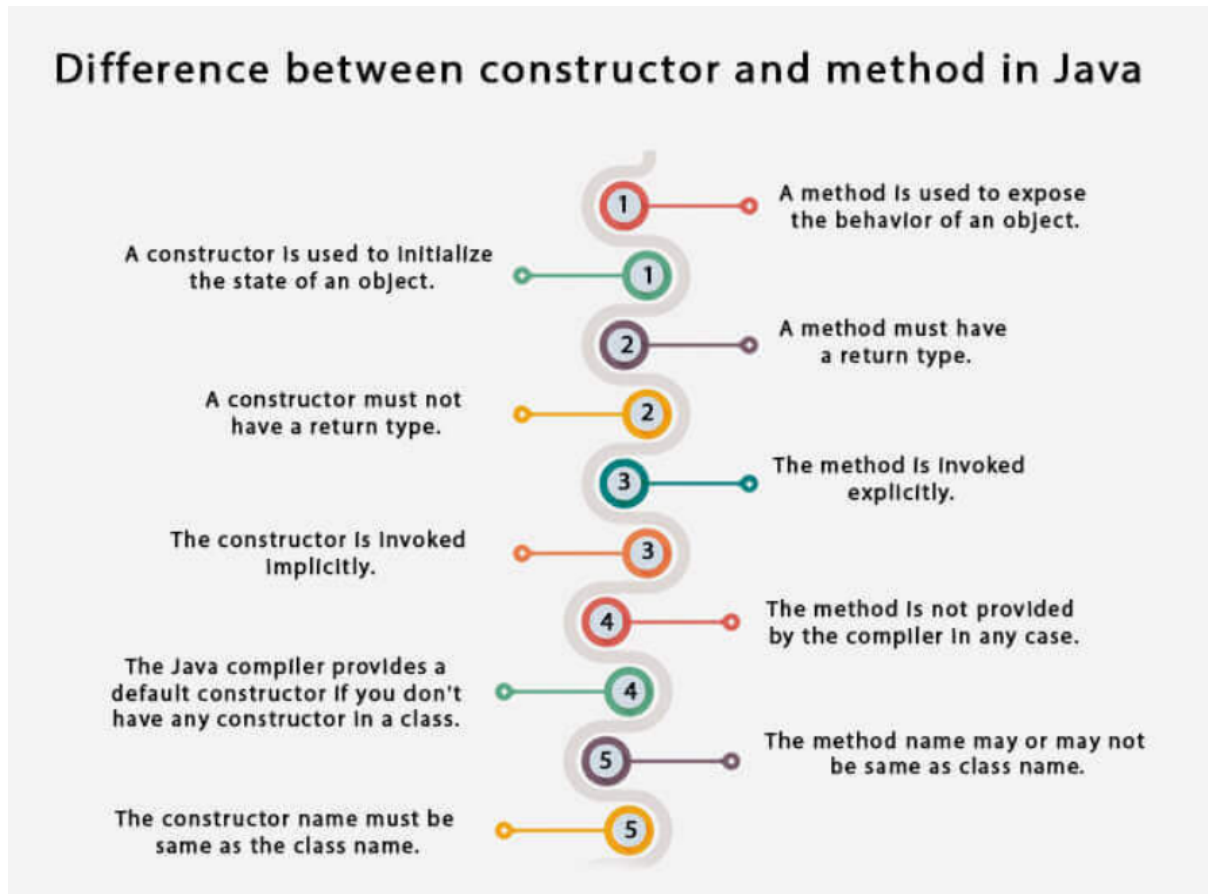 Difference between constructor and method in Java
1
A method is used to expose
the behavior of an object.
A constructor is used to initialize
the state of an object.
1
2
A method must have
a return type.
A constructor must not
have a return type.
2
3
The method is invoked
explicitly.
The constructor is invoked
implicitly.
3
4
The method is not provided
by the compiler in any case.
The Java compiler provides a
default constructor if you don't
have any constructor in a class.
4
5
The method name may or may not
be same as class name.
The constructor name must be
same as the class name.
5